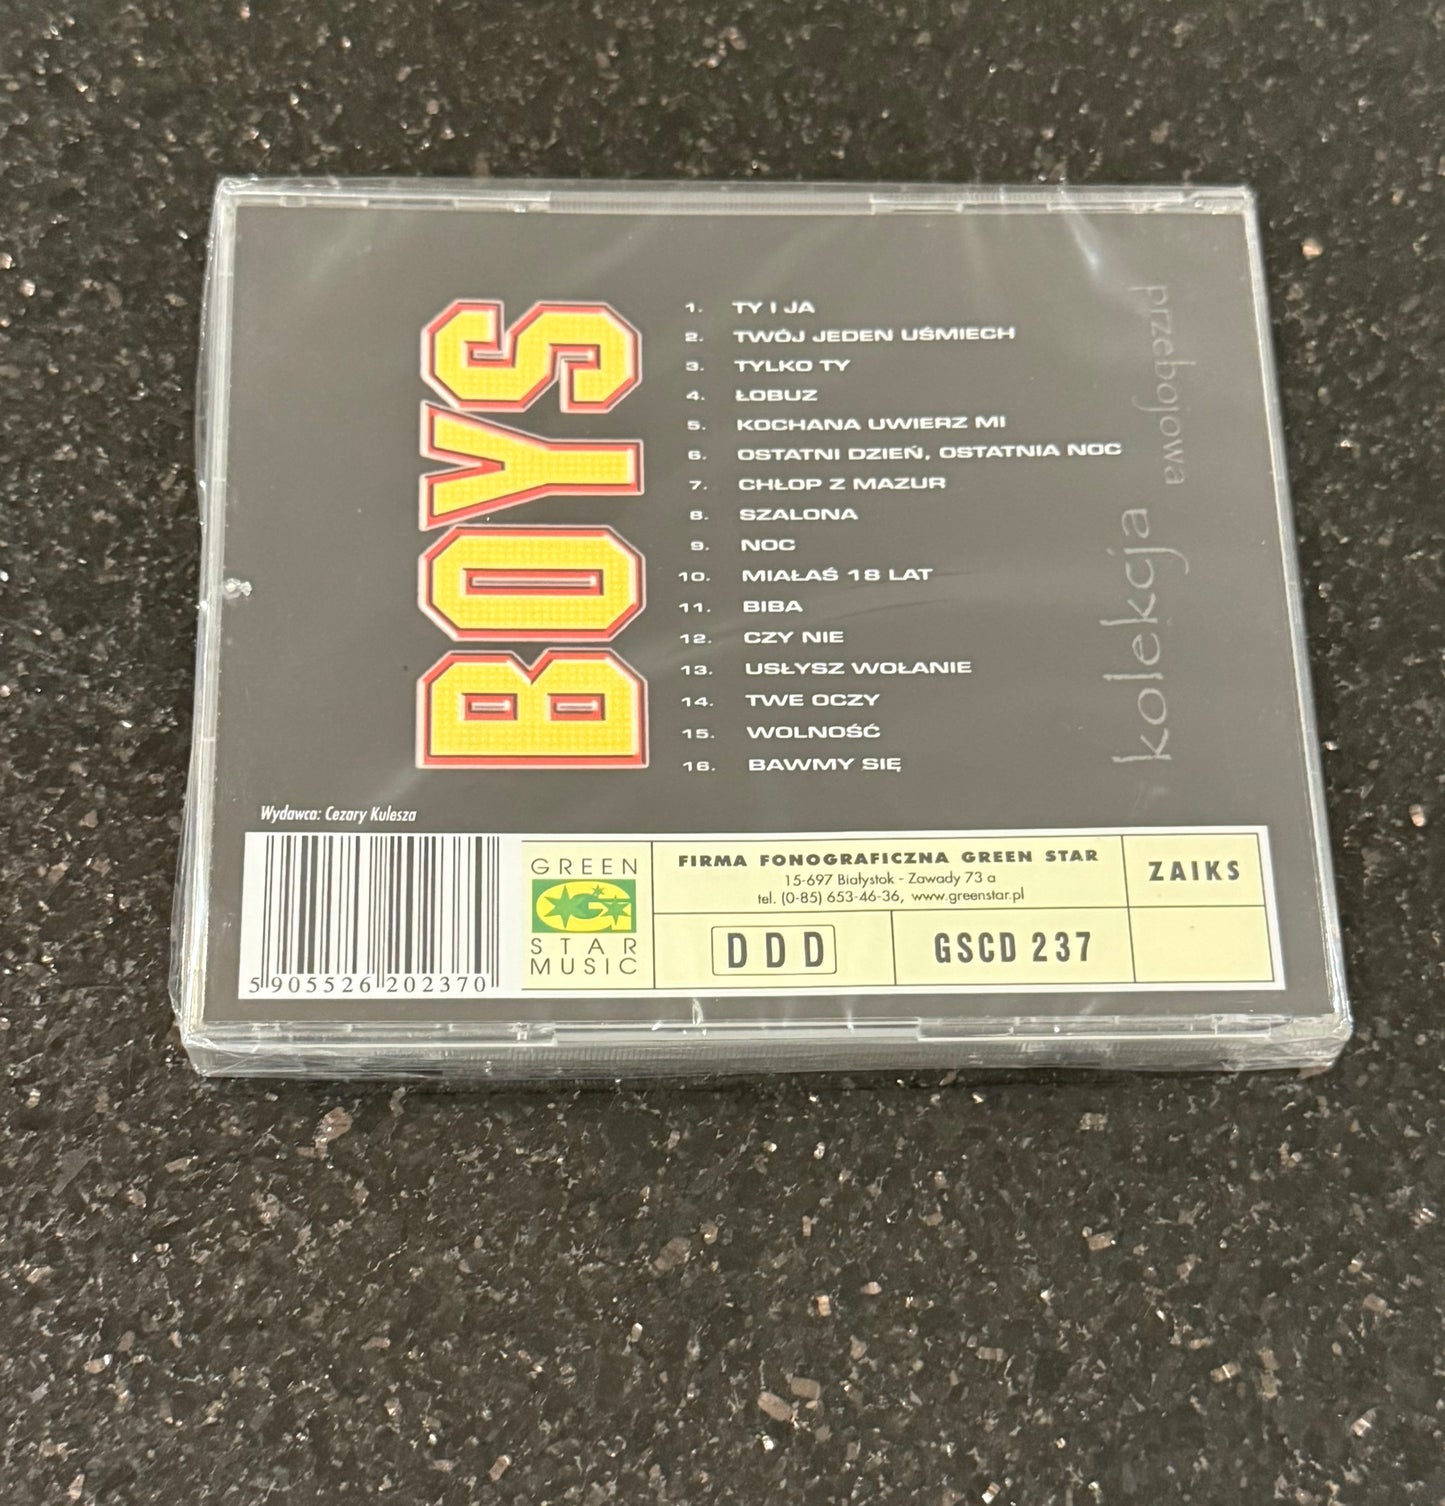 BOYS
1. TY I JA
2. TWÓJ JEDEN UŚMIECH
3. TYLKO TY
4. ŁOBUZ
5. KOCHANA UWIERZ MI
6. OSTATNI DZIEŃ, OSTATNIA NOC
7. CHŁOP Z MAZUR
8. SZALONA
9. NOC
10. MIAŁAŚ 18 LAT
11. BIBA
12. CZY NIE
13. USŁYSZ WOŁANIE
14. TWE OCZY
15. WOLNOŚĆ
16. BAWMY SIĘ
przebojowa
kolekcja
Wydawca: Cezary Kulesza
5 905526 202370
GREEN
STAR
MUSIC
FIRMA FONOGRAFICZNA GREEN STAR
15-697 Białystok - Zawady 73 a
tel. (0-85) 653-46-36, www.greenstar.pl
ZAIKS
DDD
GSCD 237